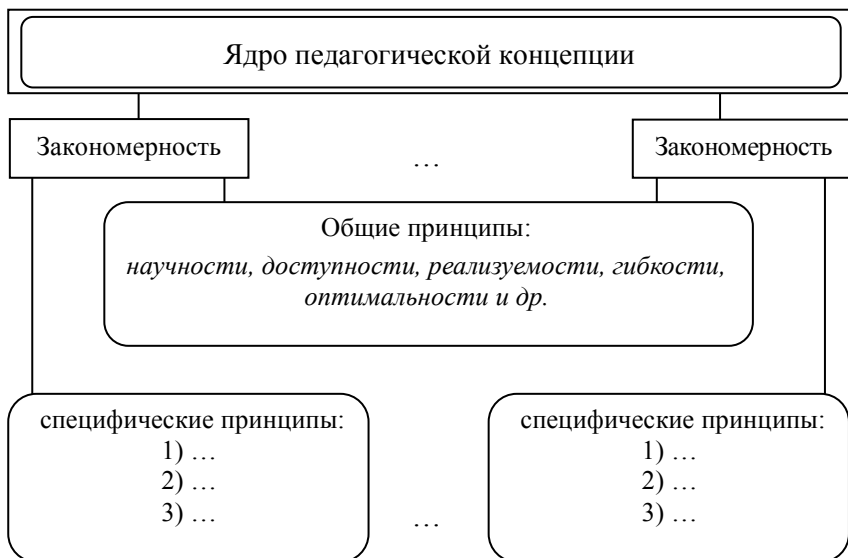 Ядро педагогической концепции
Закономерность
…
Закономерность
Общие принципы:
научности, доступности, реализуемости, гибкости,
оптимальности и др.
специфические принципы:
1) …
2) …
3) …
…
специфические принципы:
1) …
2) …
3) …